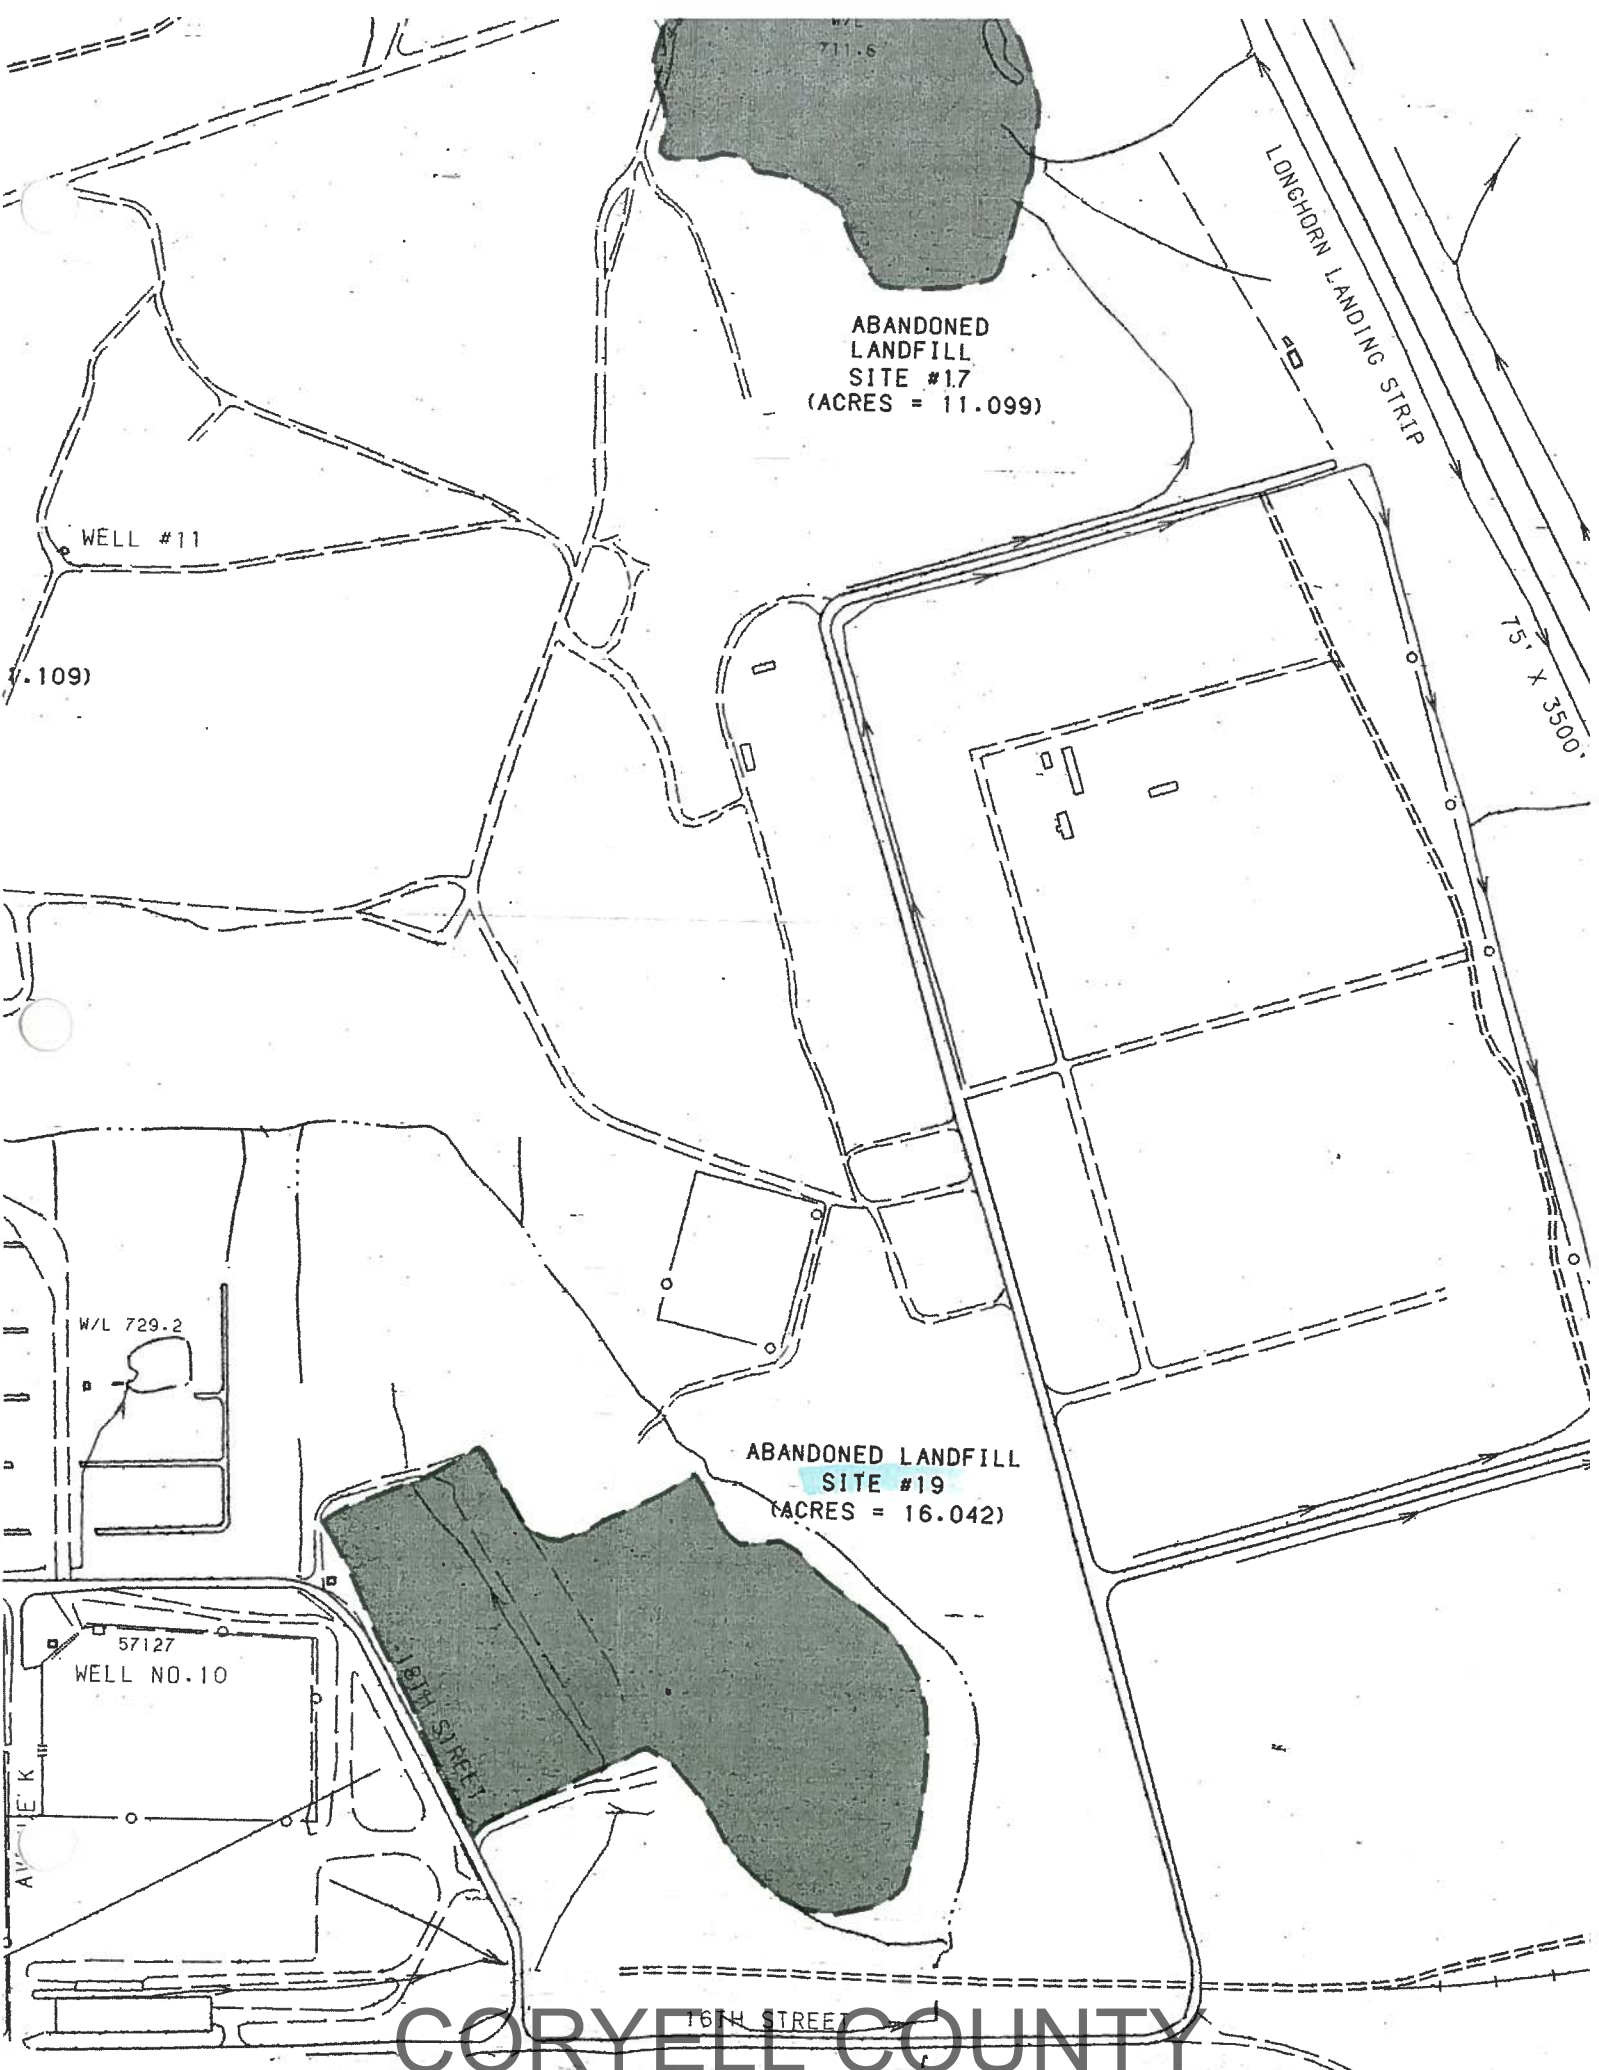 W/L
711.6
LONGHORN LANDING STRIP
ABANDONED
LANDFILL
SITE #17
(ACRES = 11.099)
WELL #11
75' X 3500'
.109)
W/L 729.2
ABANDONED LANDFILL
SITE #19
(ACRES = 16.042)
57127
WELL NO.10
18TH STREET
16TH STREET
CORYELL COUNTY